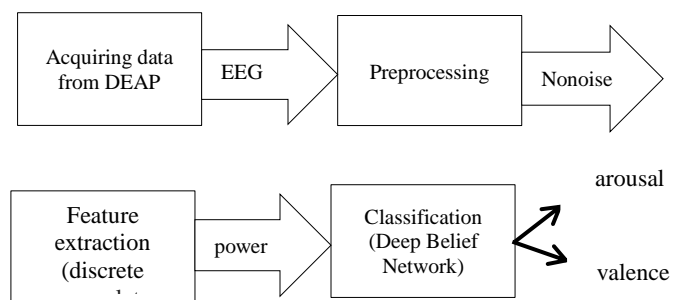 Acquiring data
from DEAP
EEG
Preprocessing
Nonoise
Feature
extraction
(discrete
power
Classification
(Deep Belief
Network)
arousal
valence